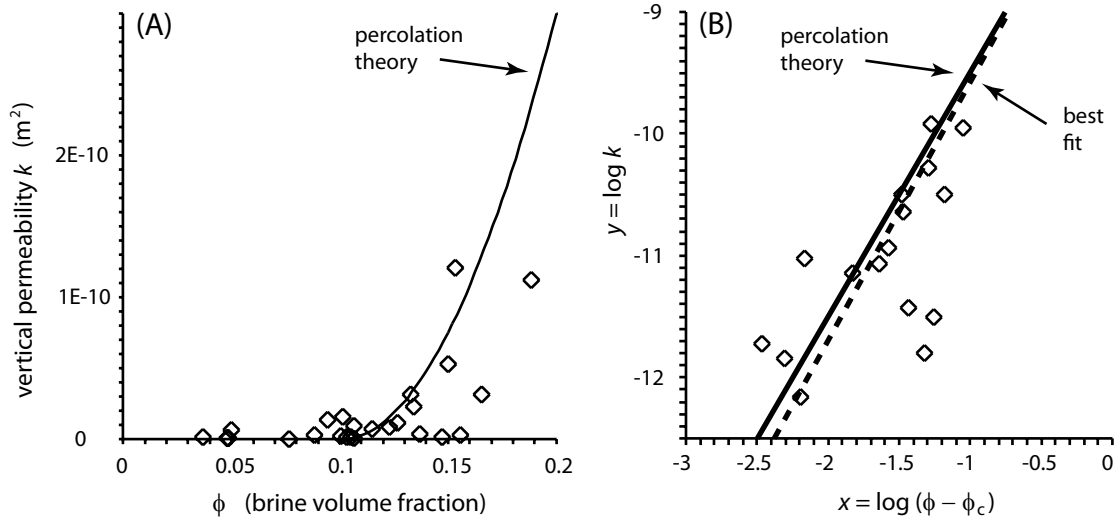 (A)
percolation
theory
vertical permeability k (m²)
2E-10
1E-10
0
0 0.05 0.1 0.15 0.2
ϕ (brine volume fraction)
(B)
percolation
theory
best
fit
y = log k
-9
-10
-11
-12
-3 -2.5 -2 -1.5 -1 -0.5 0
x = log (ϕ – ϕc)